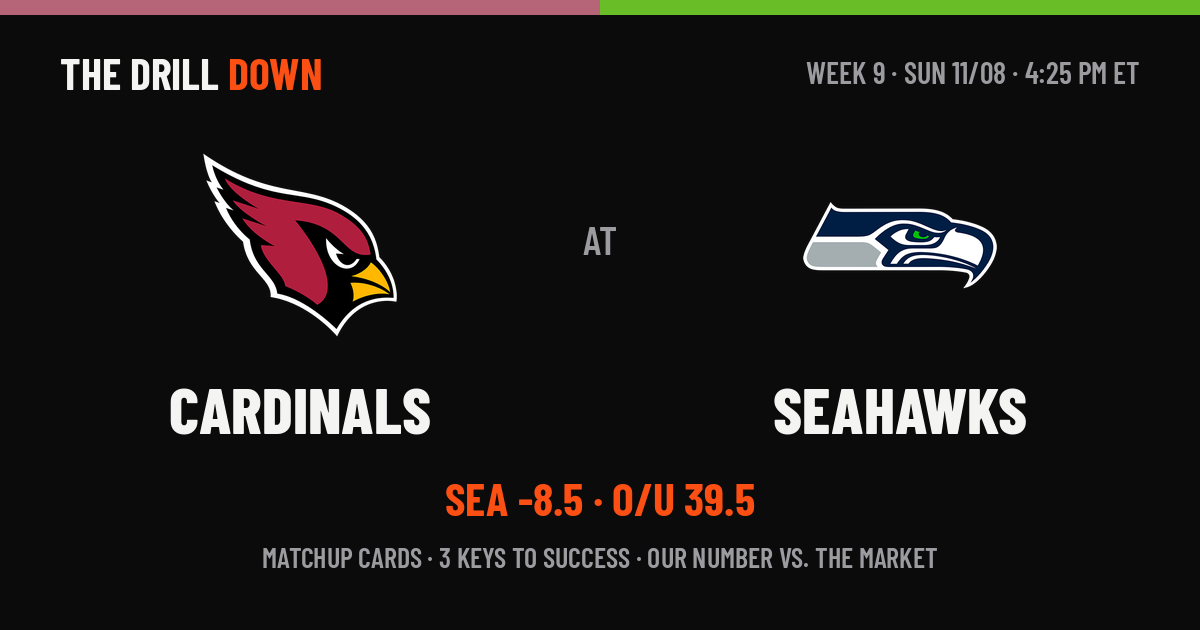 THE DRILL DOWN
WEEK 9 · SUN 11/08 · 4:25 PM ET
AT
CARDINALS
SEAHAWKS
SEA -8.5 · O/U 39.5
MATCHUP CARDS · 3 KEYS TO SUCCESS · OUR NUMBER VS. THE MARKET